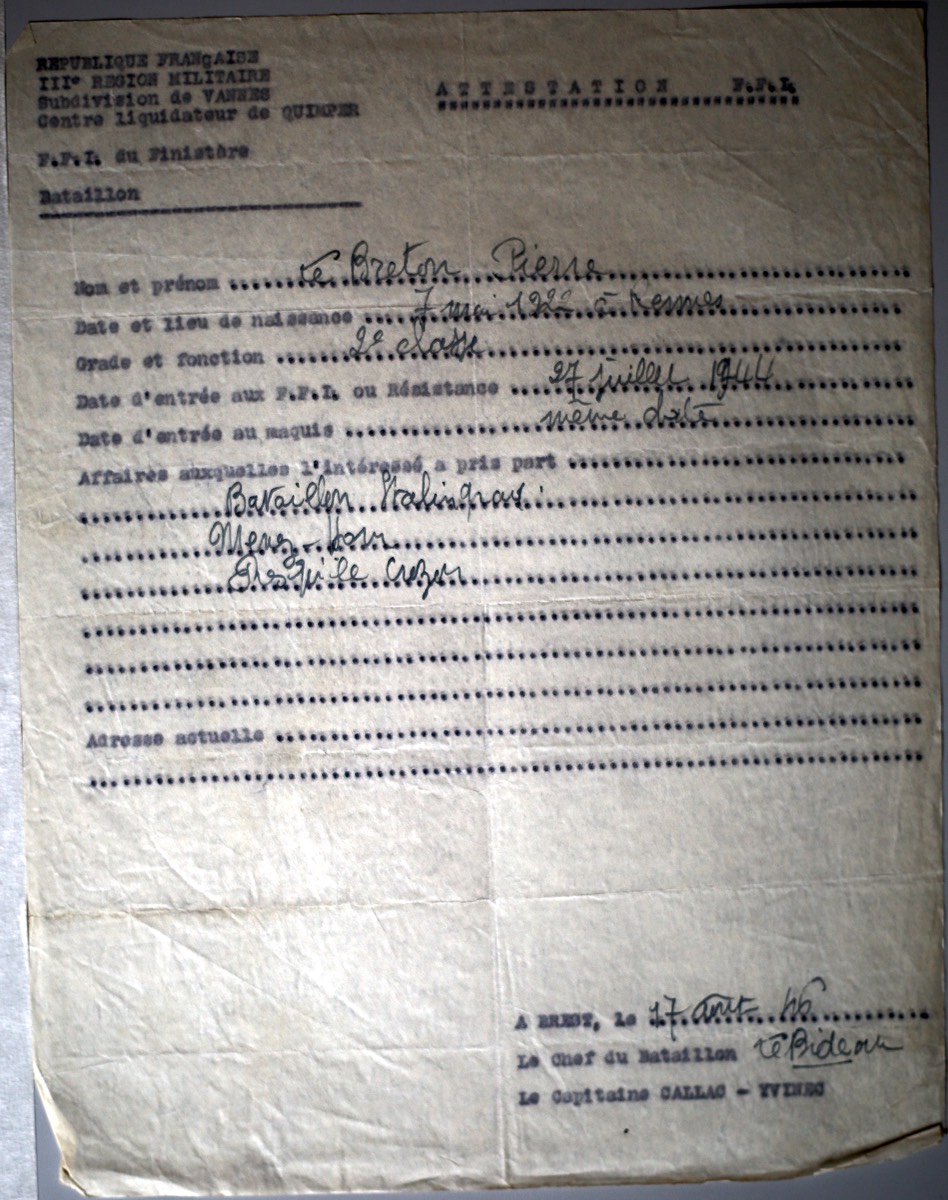 REPUBLIQUE FRANçAISE
IIIe REGION MILITAIRE
Subdivision de VANNES
Centre liquidateur de QUIMPER
F.F.I. du Finistère
Bataillon
ATTESTATION F.F.I.
Nom et prénom Le Breton Pierre
Date et lieu de naissance 7 mai 1922 à Rennes
Grade et fonction 2e classe
Date d'entrée aux F.F.I. ou Résistance 27 juillet 1944
Date d'entrée au maquis même date
Affaires auxquelles l'intéressé a pris part
Bataillon Stalingrad
Menez-Hom
Presqu'ile Crozon
Adresse actuelle
A BREST, le 17 août 46
Le Chef du Bataillon Le Bideau
Le Capitaine CALLAC - YVINEC